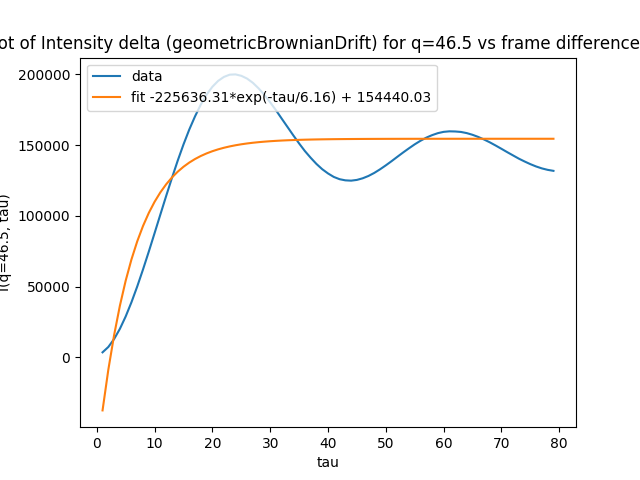 ot of Intensity delta (geometricBrownianDrift) for q=46.5 vs frame difference
data
fit -225636.31*exp(-tau/6.16) + 154440.03
200000
150000
100000
50000
0
I(q=46.5, tau)
0 10 20 30 40 50 60 70 80
tau